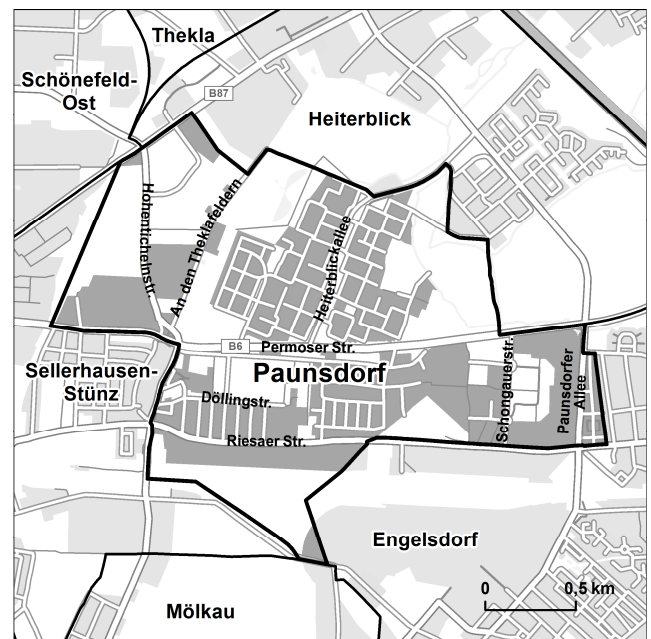 Thekla
Schönefeld-
Ost
B87
Heiterblick
Hohentichelnstr.
An den Theklafeldern
Heiterblickallee
B6
Permoser Str.
Sellerhausen-
Stünz
Paunsdorf
Schongauerstr.
Paunsdorfer
Allee
Döllingstr.
Riesaer Str.
Engelsdorf
0
0,5 km
Mölkau